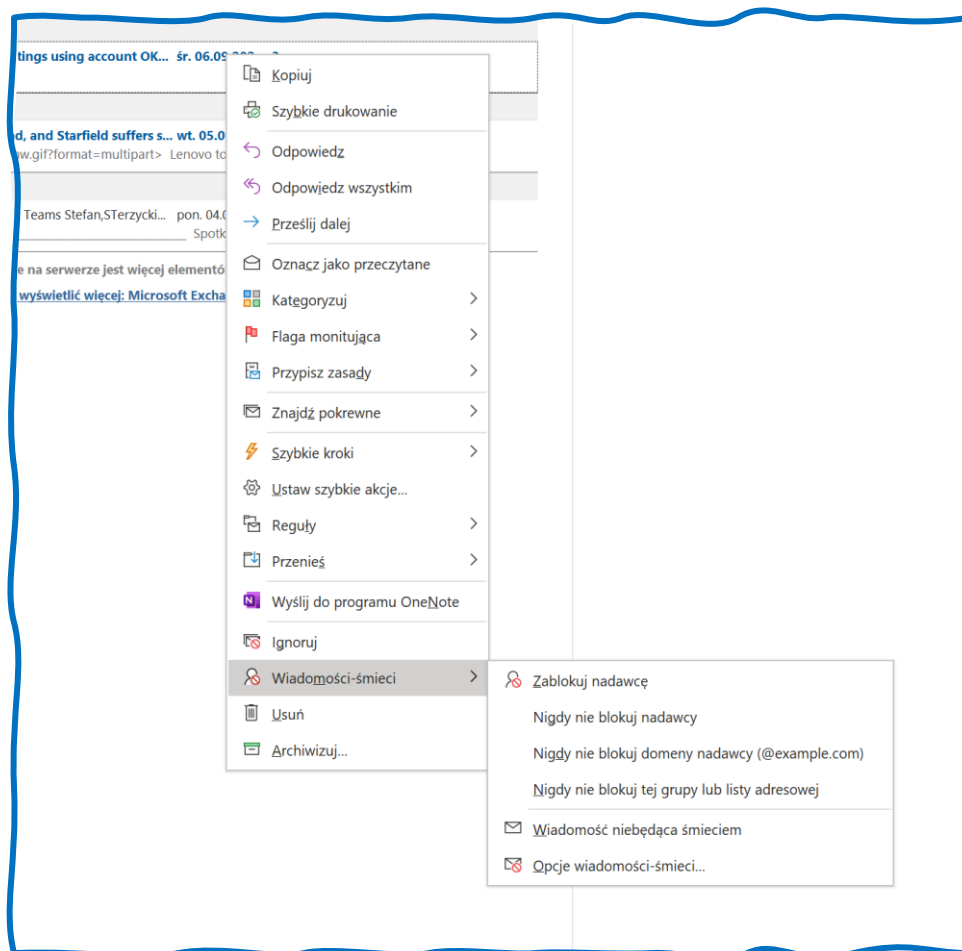 tings using account OK... śr. 06.09
Kopiuj
Szybkie drukowanie
d, and Starfield suffers s... wt. 05.0
w.gif?format=multipart> Lenovo to
Odpowiedz
Odpowiedz wszystkim
Teams Stefan,STerzycki... pon. 04.0
Prześlij dalej
Spotk
e na serwerze jest więcej elementó
Oznacz jako przeczytane
wyświetlić więcej: Microsoft Excha
Kategoryzuj
Flaga monitująca
Przypisz zasady
Znajdź pokrewne
Szybkie kroki
Ustaw szybkie akcje...
Reguły
Przenieś
Wyślij do programu OneNote
Ignoruj
Wiadomości-śmieci
Usuń
Archiwizuj...
Zablokuj nadawcę
Nigdy nie blokuj nadawcy
Nigdy nie blokuj domeny nadawcy (@example.com)
Nigdy nie blokuj tej grupy lub listy adresowej
Wiadomość niebędąca śmieciem
Opcje wiadomości-śmieci...